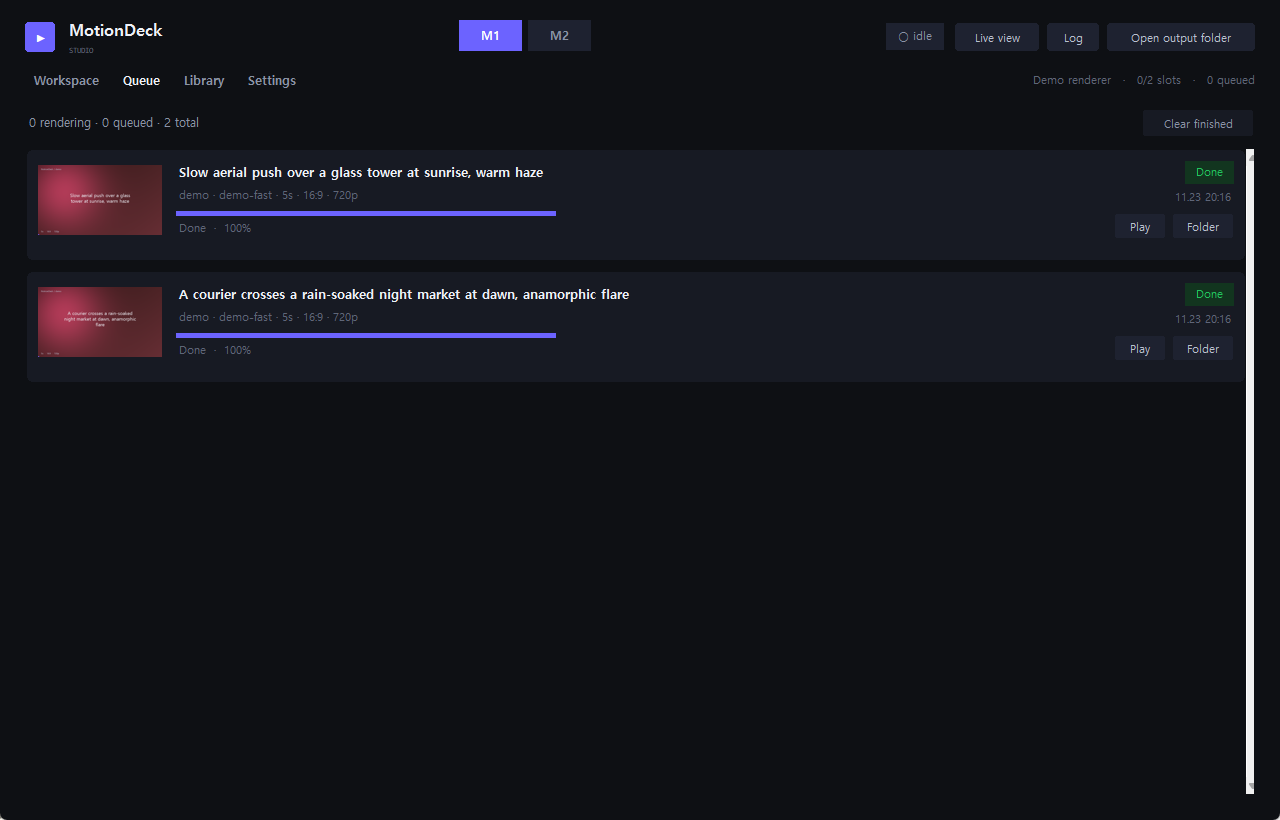 MotionDeck
STUDIO
M1
M2
idle
Live view
Log
Open output folder
Workspace
Queue
Library
Settings
Demo renderer · 0/2 slots · 0 queued
0 rendering · 0 queued · 2 total
Clear finished
Slow aerial push over a glass tower at sunrise, warm haze
Slow aerial push over a glass
tower at sunrise, warm haze
demo · demo-fast · 5s · 16:9 · 720p
Done · 100%
Done
11.23 20:16
Play
Folder
A courier crosses a rain-soaked night market at dawn, anamorphic flare
A courier crosses a rain-soaked
night market at dawn, anamorphic
flare
demo · demo-fast · 5s · 16:9 · 720p
Done · 100%
Done
11.23 20:16
Play
Folder